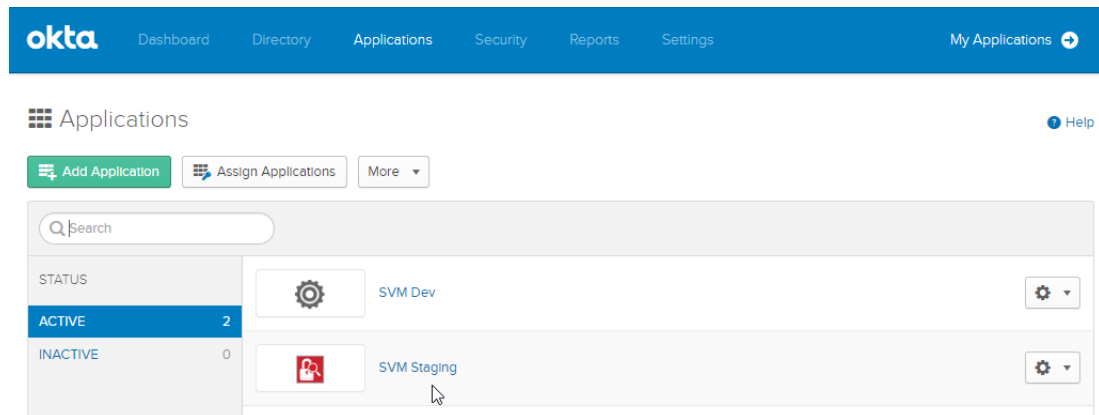 okta Dashboard Directory Applications Security Reports Settings My Applications
Applications
Help
Add Application Assign Applications More
Search
STATUS
ACTIVE 2
INACTIVE 0
SVM Dev
SVM Staging